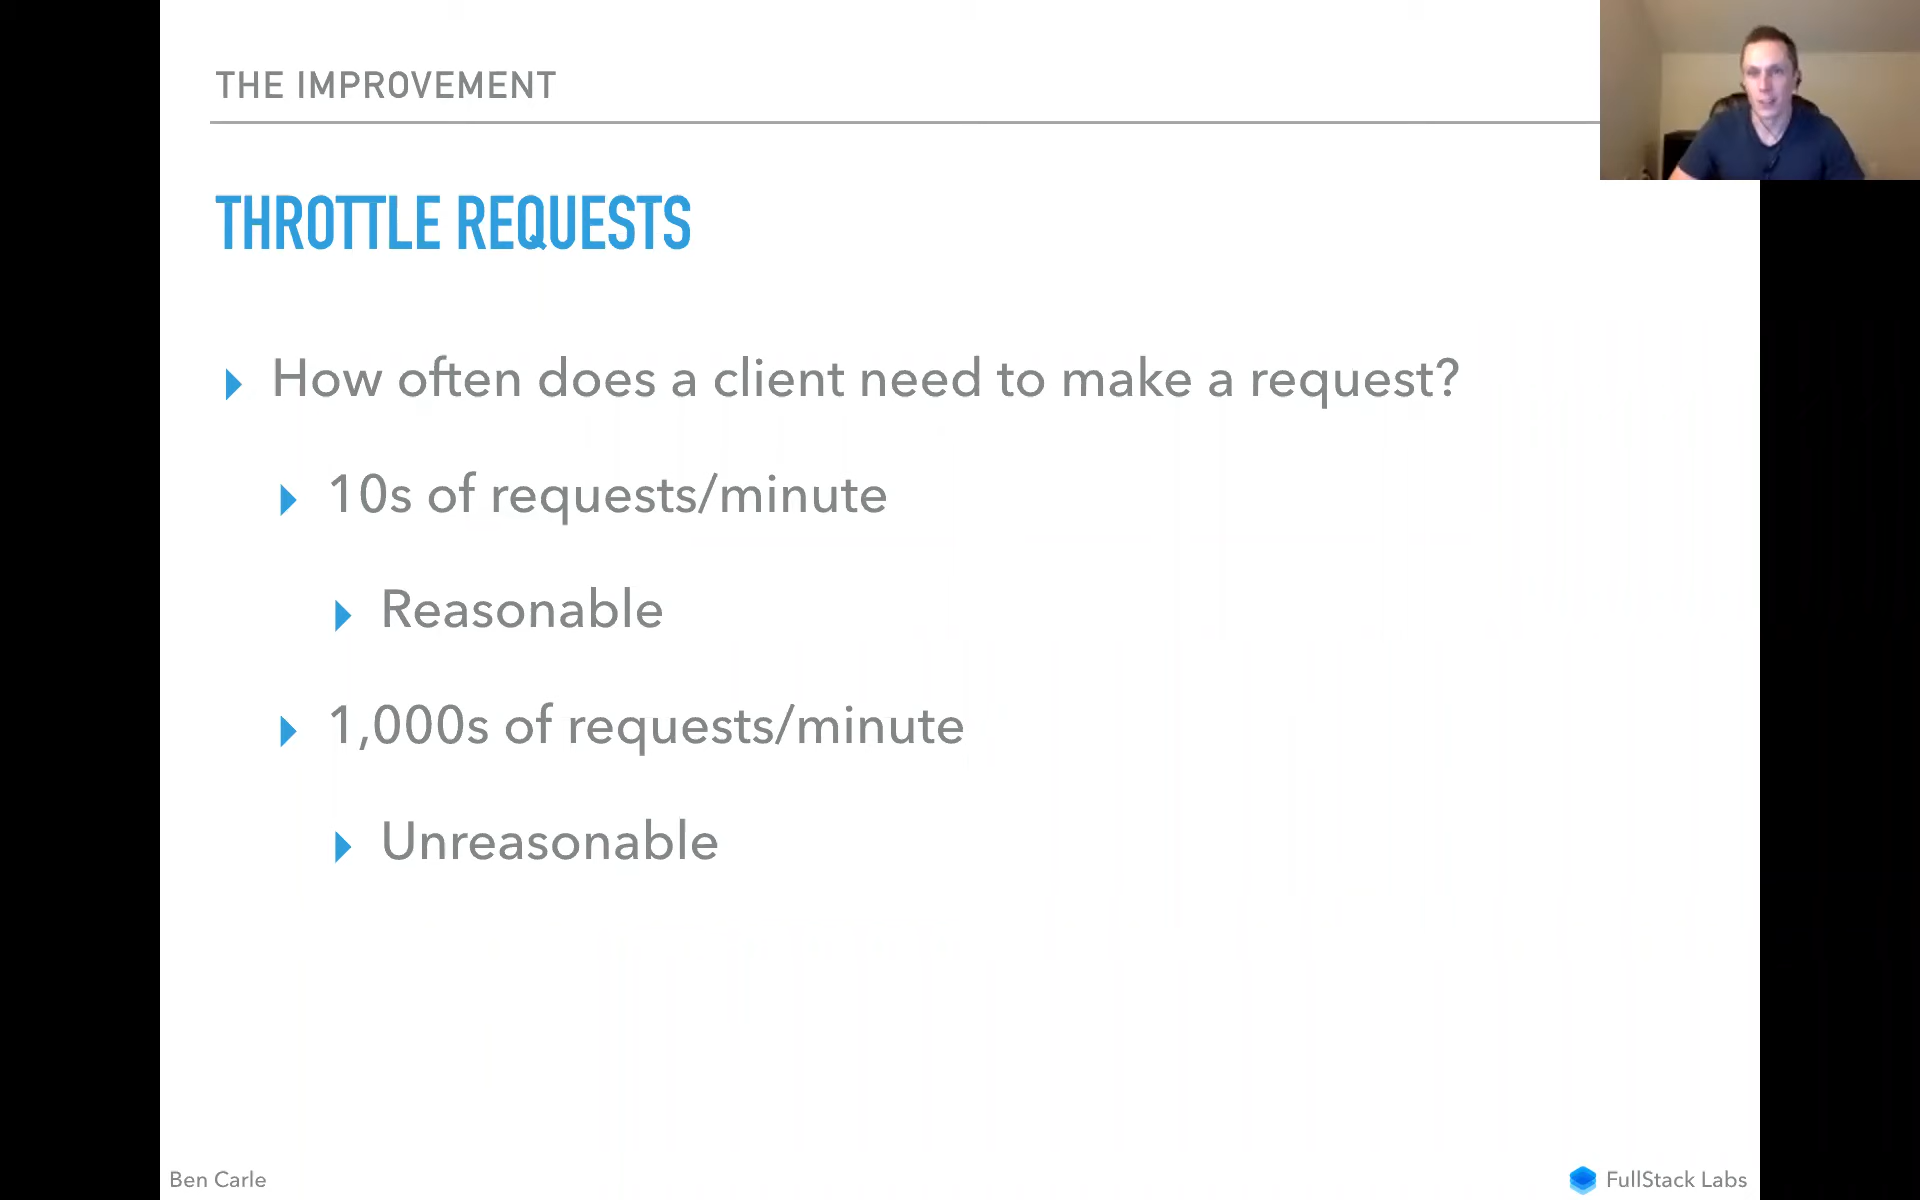 THE IMPROVEMENT
THROTTLE REQUESTS
How often does a client need to make a request?
10s of requests/minute
Reasonable
1,000s of requests/minute
Unreasonable
Ben Carle
FullStack Labs